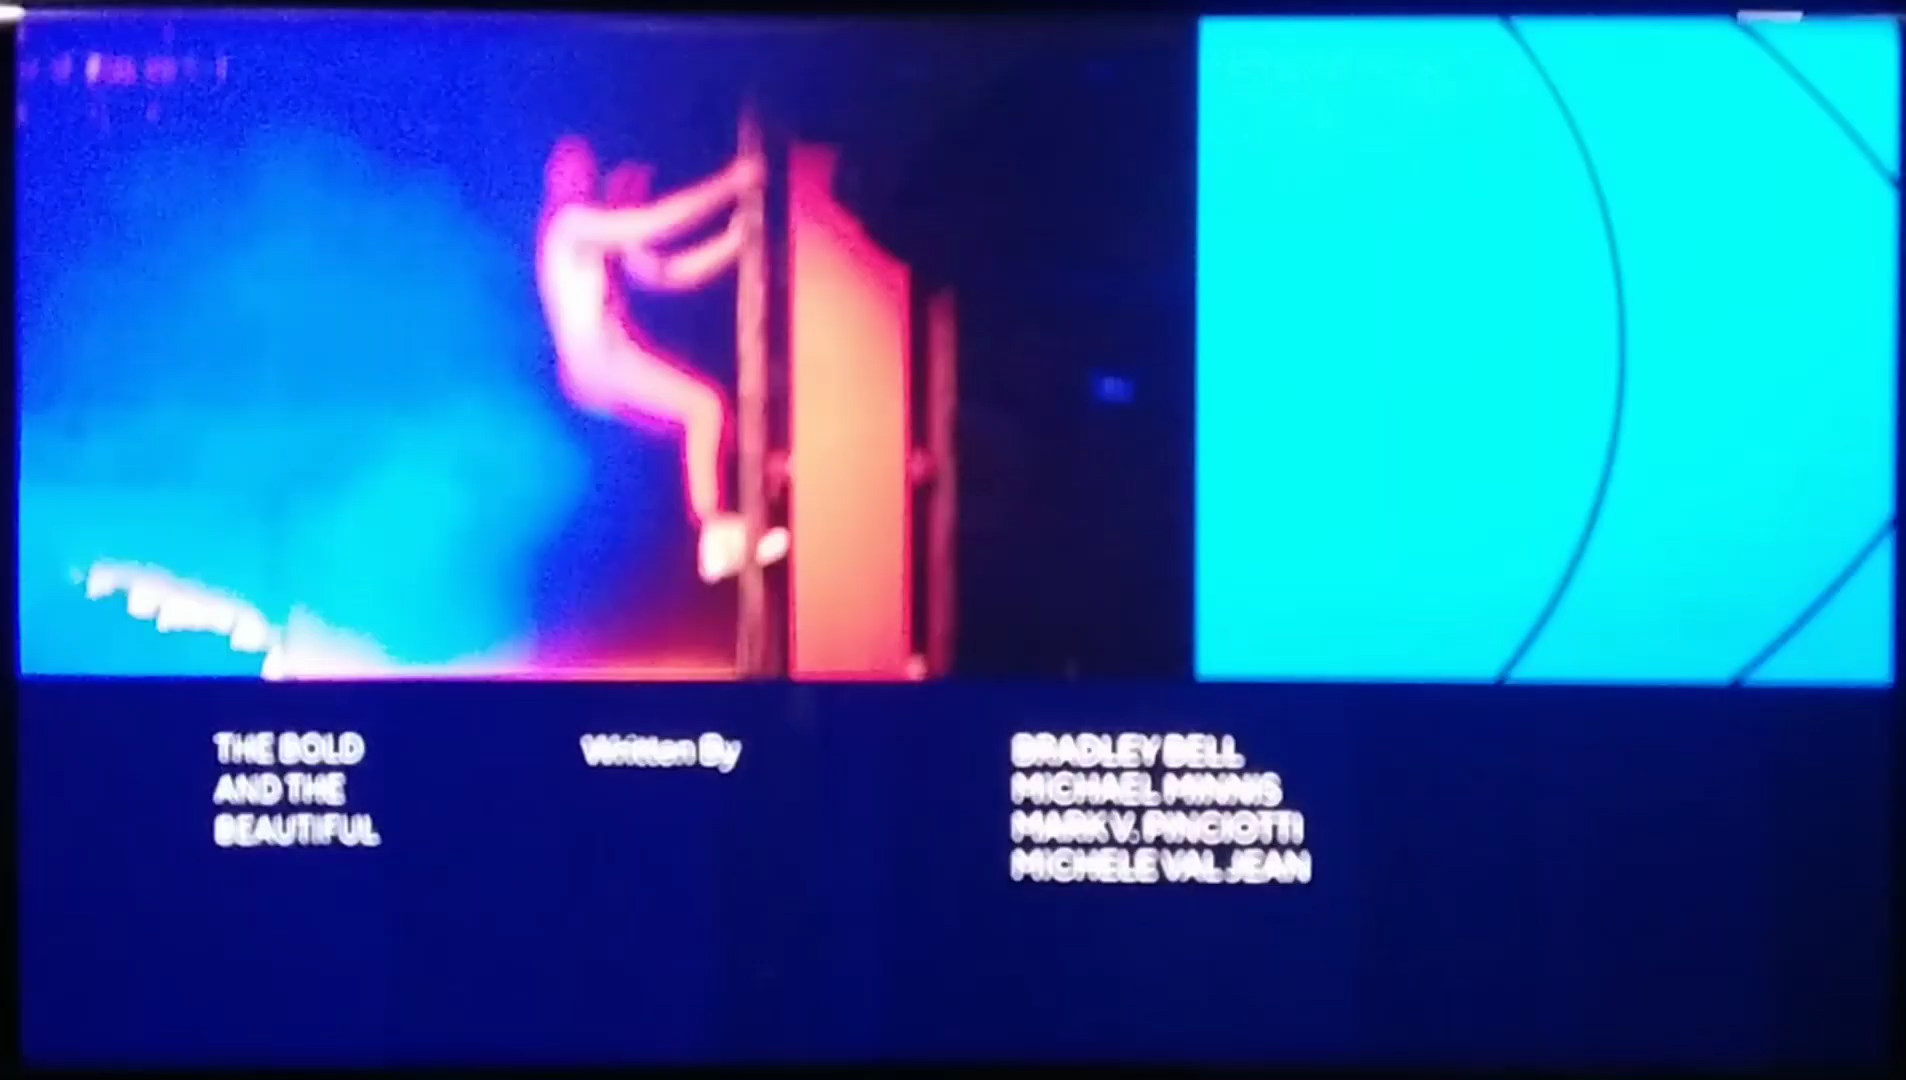 THE BOLD
AND THE
BEAUTIFUL
Written By
BRADLEY BELL
MICHAEL MINNIS
MARK V. PINCIOTTI
MICHELE VAL JEAN